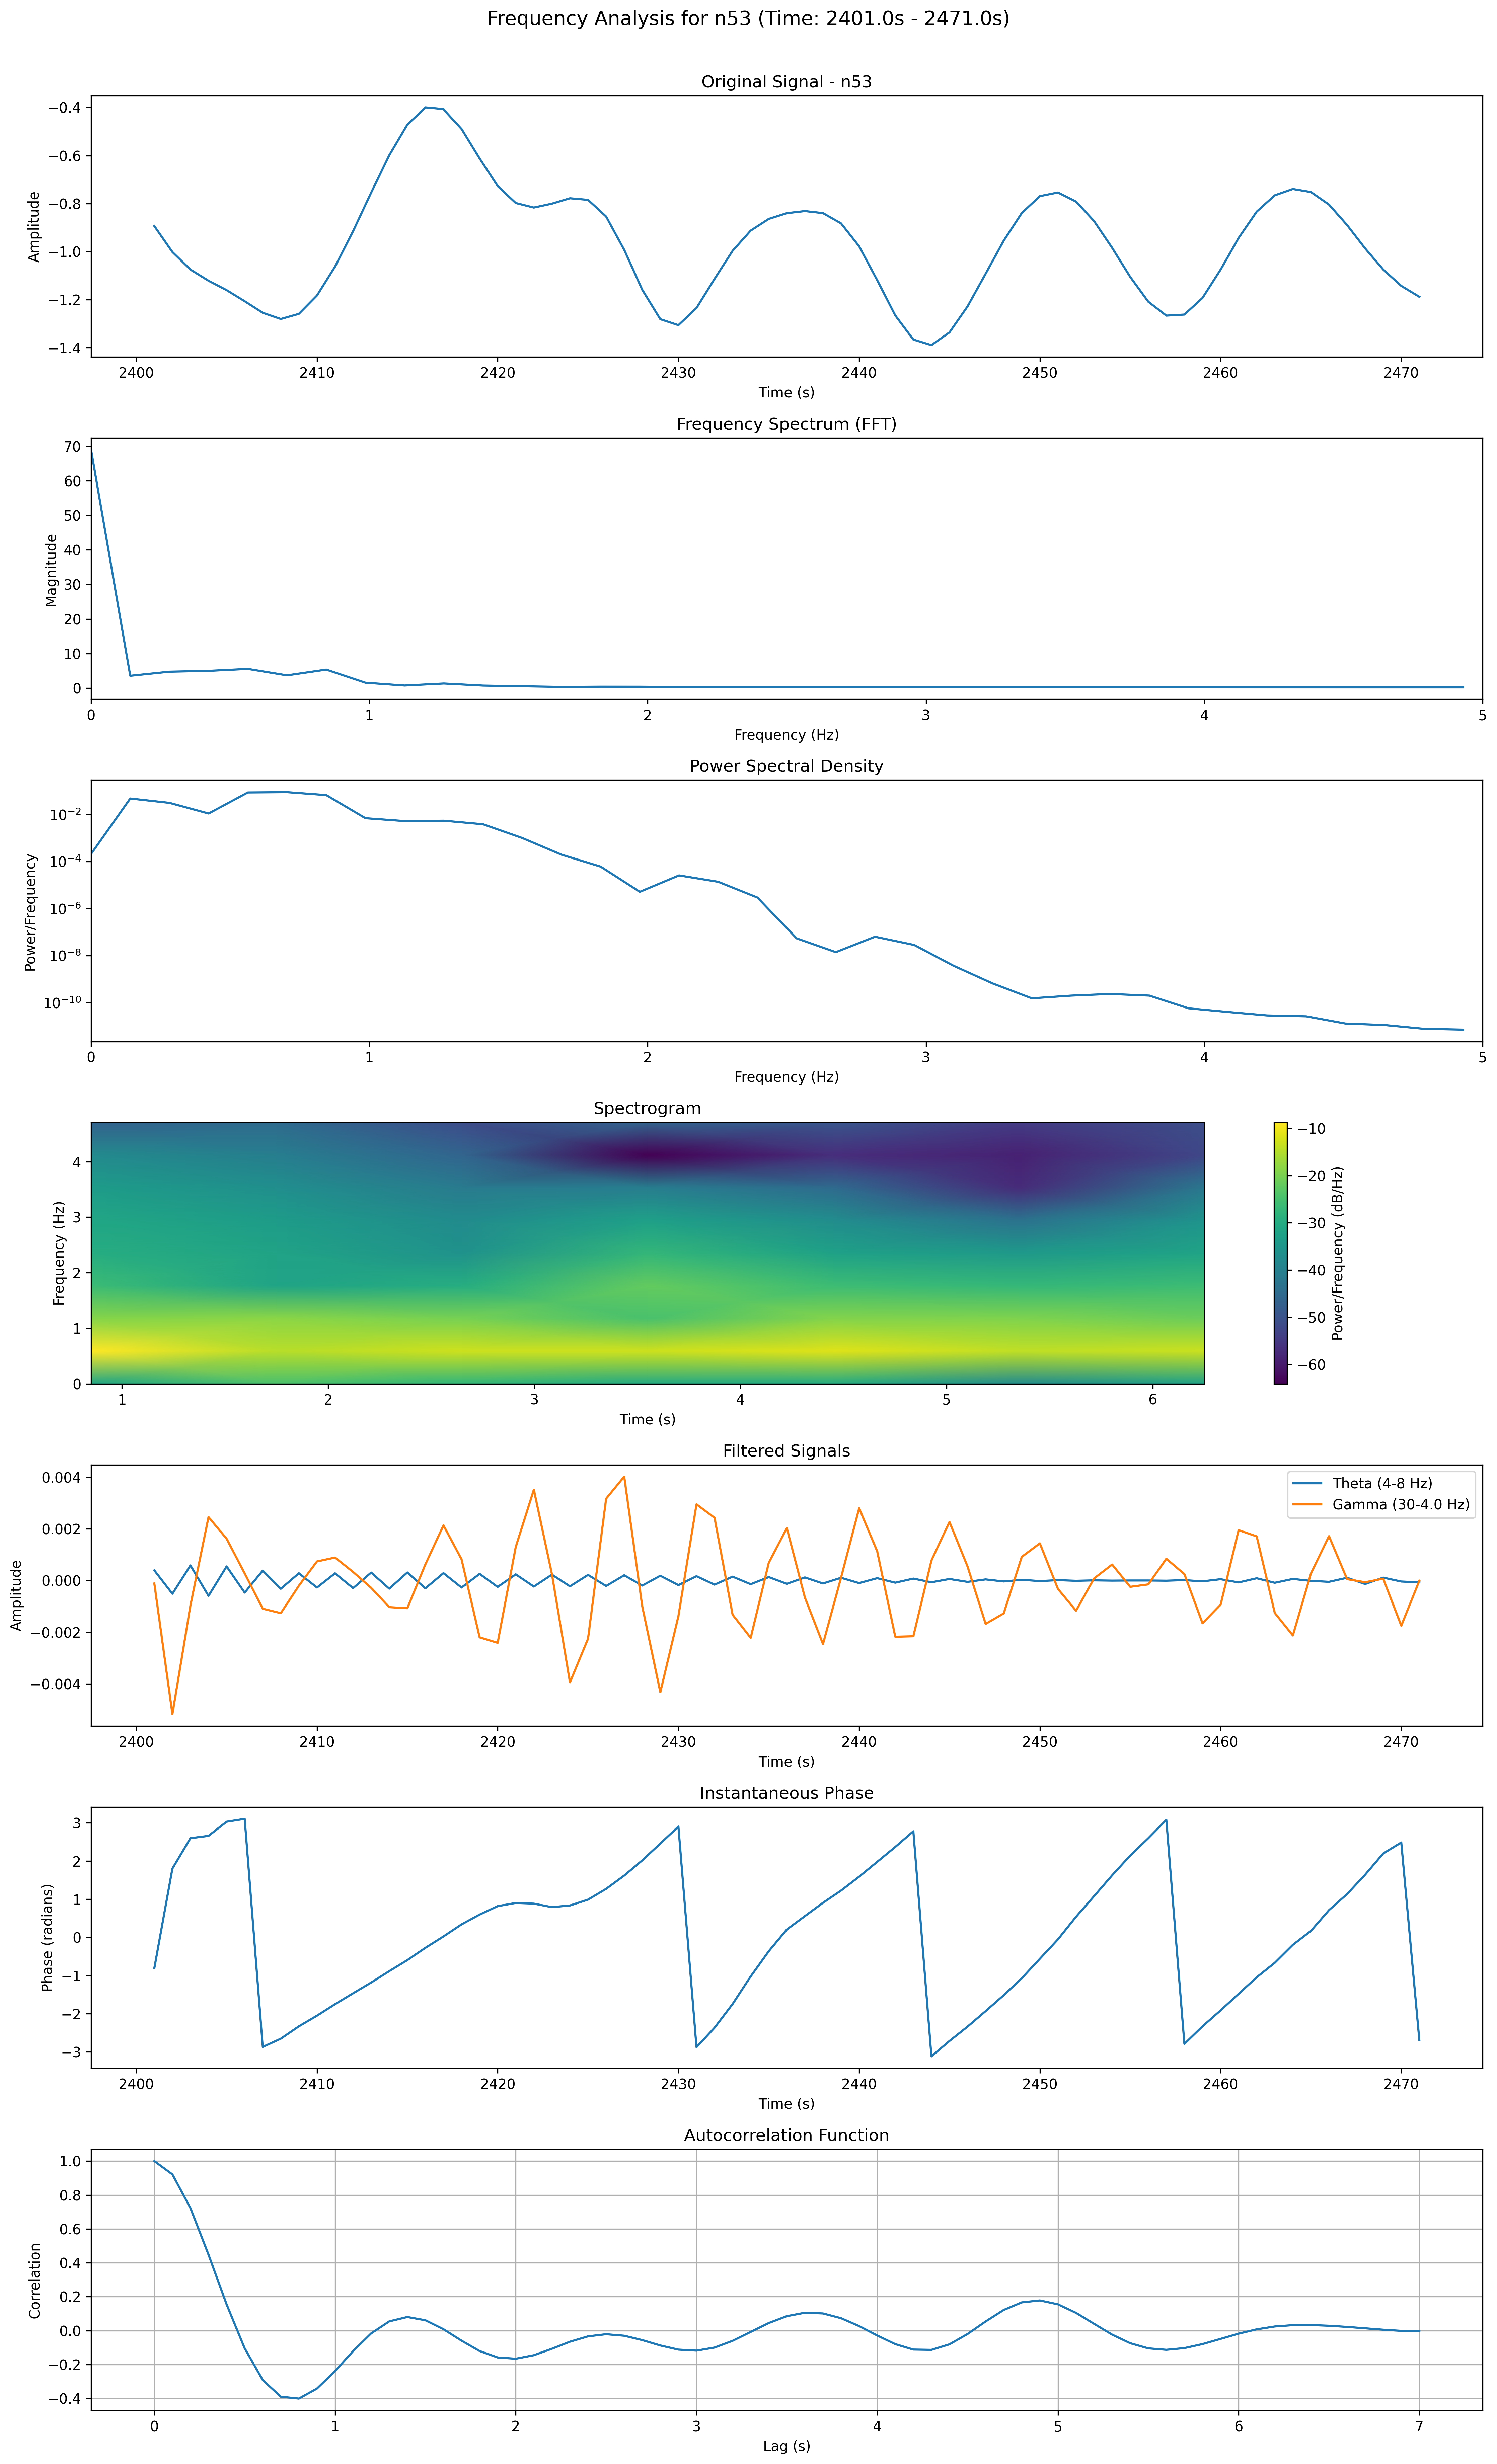 Frequency Analysis for n53 (Time: 2401.0s - 2471.0s)
Original Signal - n53
Amplitude
−0.4
−0.6
−0.8
−1.0
−1.2
−1.4
2400 2410 2420 2430 2440 2450 2460 2470
Time (s)
Frequency Spectrum (FFT)
Magnitude
70
60
50
40
30
20
10
0
0 1 2 3 4 5
Frequency (Hz)
Power Spectral Density
Power/Frequency
10⁻²
10⁻⁴
10⁻⁶
10⁻⁸
10⁻¹⁰
0 1 2 3 4 5
Frequency (Hz)
Spectrogram
Frequency (Hz)
4
3
2
1
0
1 2 3 4 5 6
Time (s)
−10
−20
−30
−40
−50
−60
Power/Frequency (dB/Hz)
Filtered Signals
Amplitude
0.004
0.002
0.000
−0.002
−0.004
Theta (4-8 Hz)
Gamma (30-4.0 Hz)
2400 2410 2420 2430 2440 2450 2460 2470
Time (s)
Instantaneous Phase
Phase (radians)
3
2
1
0
−1
−2
−3
2400 2410 2420 2430 2440 2450 2460 2470
Time (s)
Autocorrelation Function
Correlation
1.0
0.8
0.6
0.4
0.2
0.0
−0.2
−0.4
0 1 2 3 4 5 6 7
Lag (s)